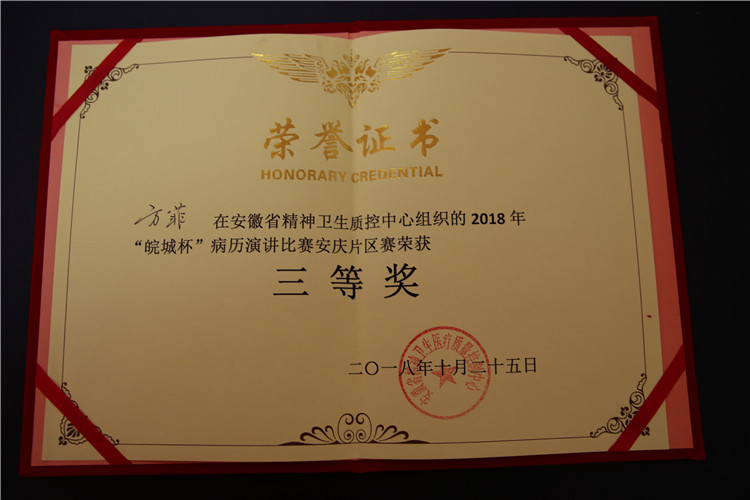 荣誉证书
HONORARY CREDENTIAL
方菲 在安徽省精神卫生质控中心组织的 2018 年
“皖城杯”病历演讲比赛安庆片区赛荣获
三等奖
二〇一八年十月二十五日